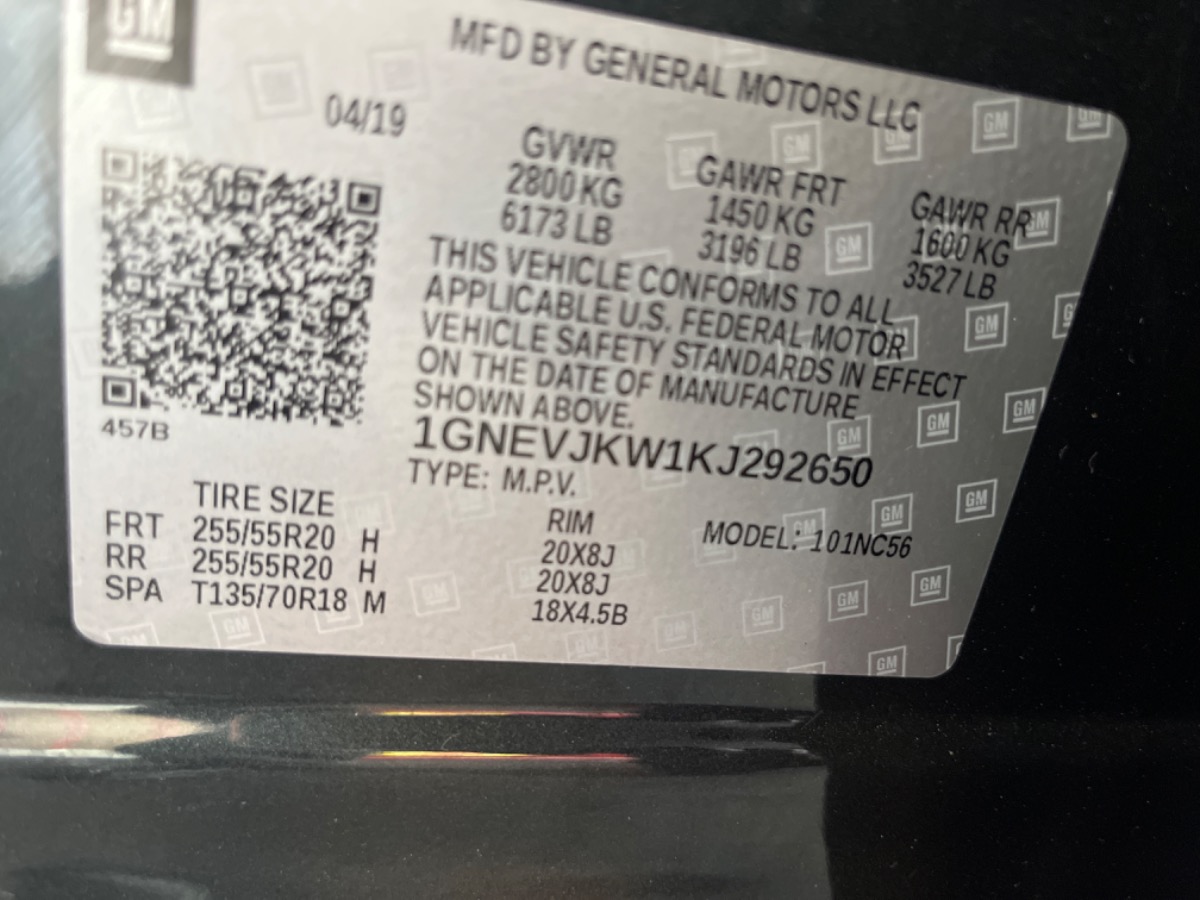 GM
MFD BY GENERAL MOTORS LLC
04/19
GVWR GAWR FRT GAWR RR
2800 KG 1450 KG 1600 KG
6173 LB 3196 LB 3527 LB
THIS VEHICLE CONFORMS TO ALL
APPLICABLE U.S. FEDERAL MOTOR
VEHICLE SAFETY STANDARDS IN EFFECT
ON THE DATE OF MANUFACTURE
SHOWN ABOVE.
457B
1GNEVJKW1KJ292650
TYPE: M.P.V. MODEL: 101NC56
TIRE SIZE RIM
FRT 255/55R20 H 20X8J
RR 255/55R20 H 20X8J
SPA T135/70R18 M 18X4.5B